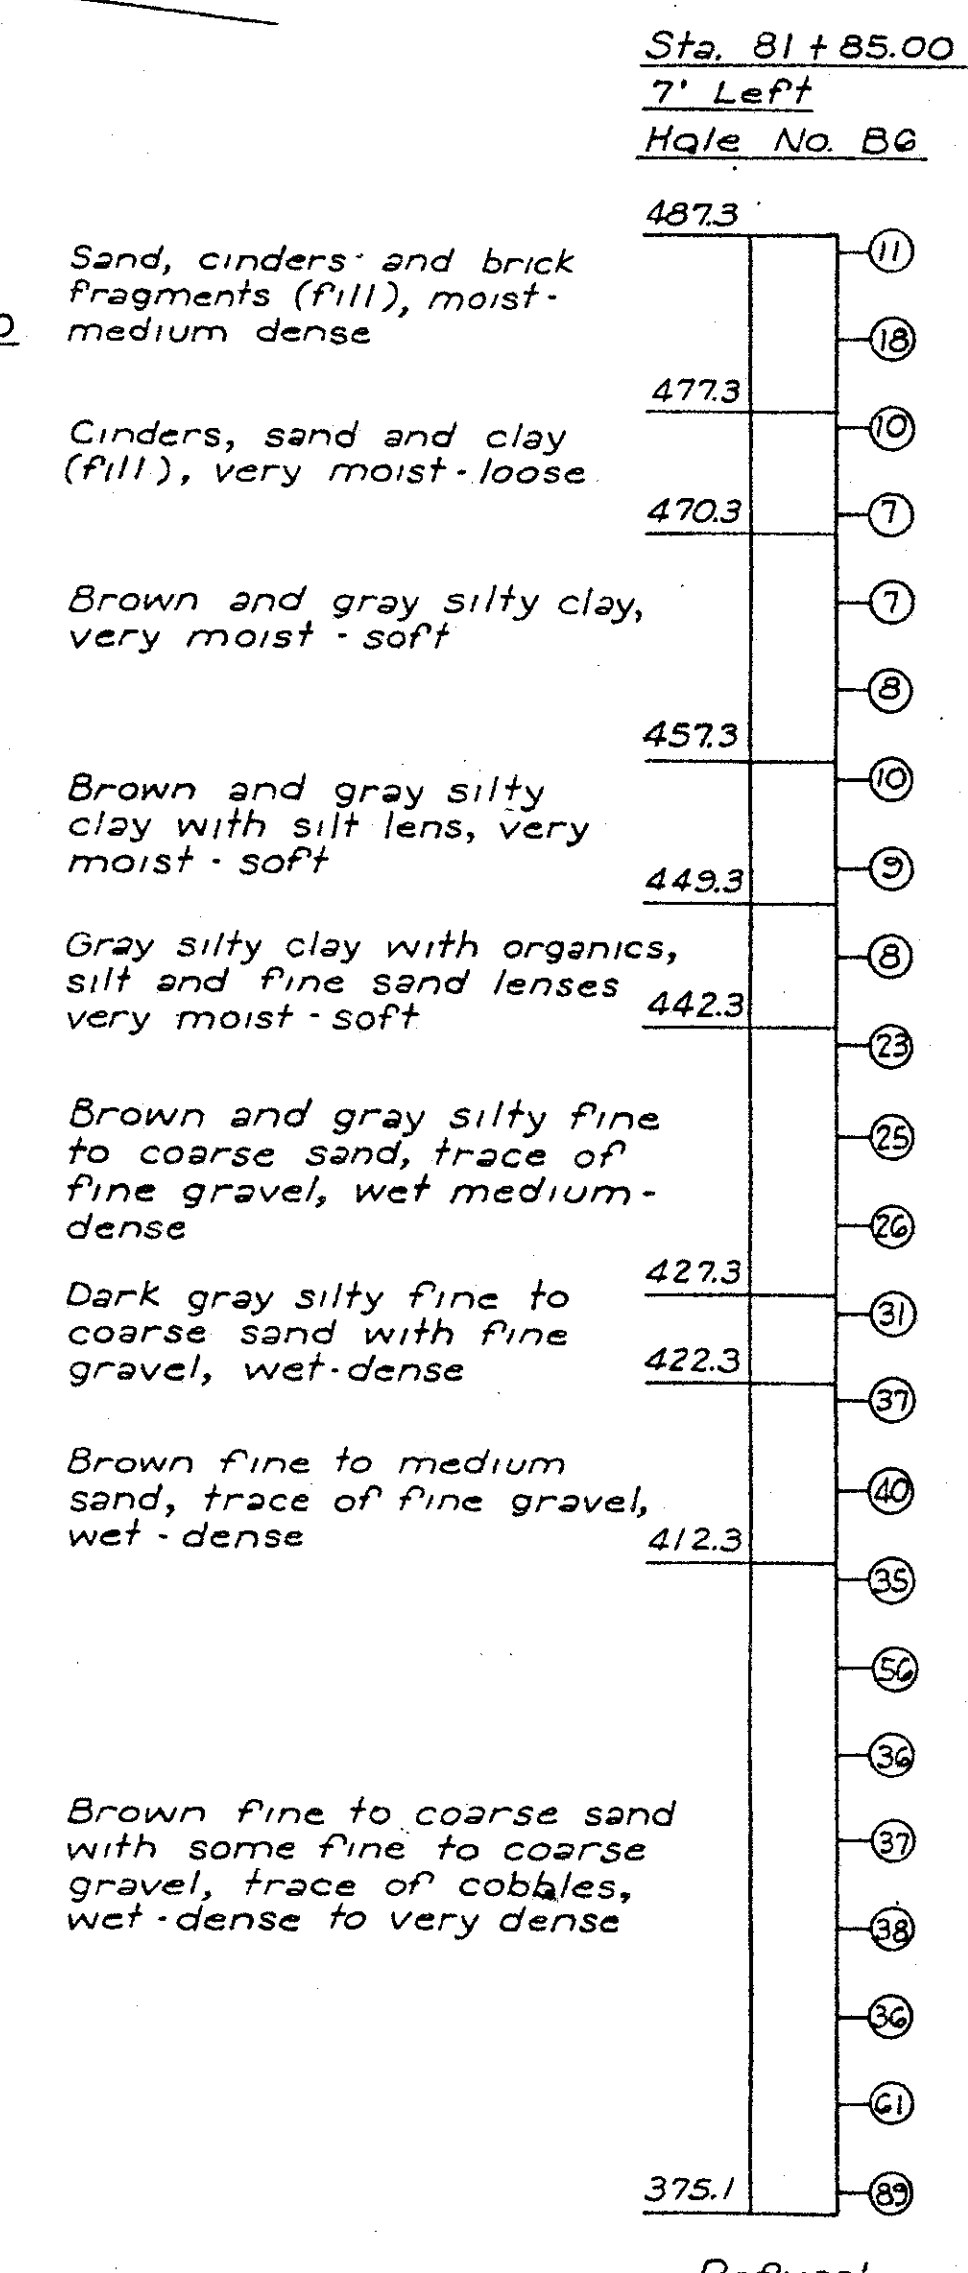 Sta. 81 + 85.00
7' Left
Hole No. B6
487.3
11
Sand, cinders and brick
fragments (fill), moist-
medium dense
18
477.3
10
Cinders, sand and clay
(fill), very moist - loose
470.3
7
Brown and gray silty clay,
very moist - soft
7
8
457.3
10
Brown and gray silty
clay with silt lens, very
moist - soft
9
449.3
Gray silty clay with organics,
silt and fine sand lenses
very moist - soft
8
442.3
23
Brown and gray silty fine
to coarse sand, trace of
fine gravel, wet medium-
dense
25
26
427.3
31
Dark gray silty fine to
coarse sand with fine
gravel, wet - dense
422.3
37
Brown fine to medium
sand, trace of fine gravel,
wet - dense
40
412.3
35
56
36
Brown fine to coarse sand
with some fine to coarse
gravel, trace of cobbles,
wet - dense to very dense
37
38
36
61
375.1
89